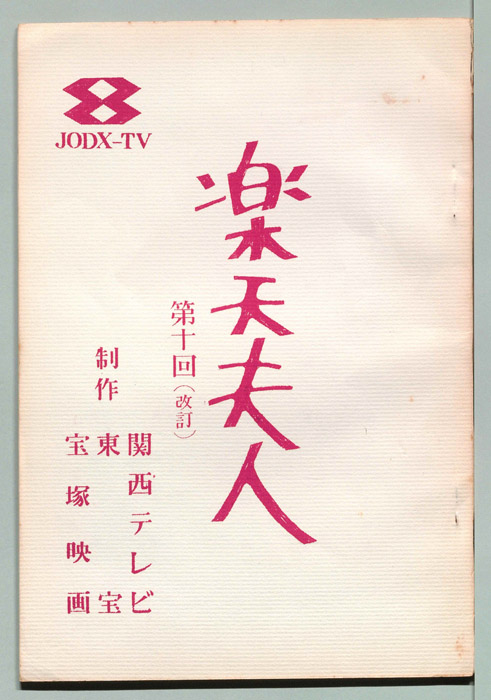 JODX-TV
楽天夫人
第十回(改訂)
制作
関西テレビ
東宝
宝塚映画